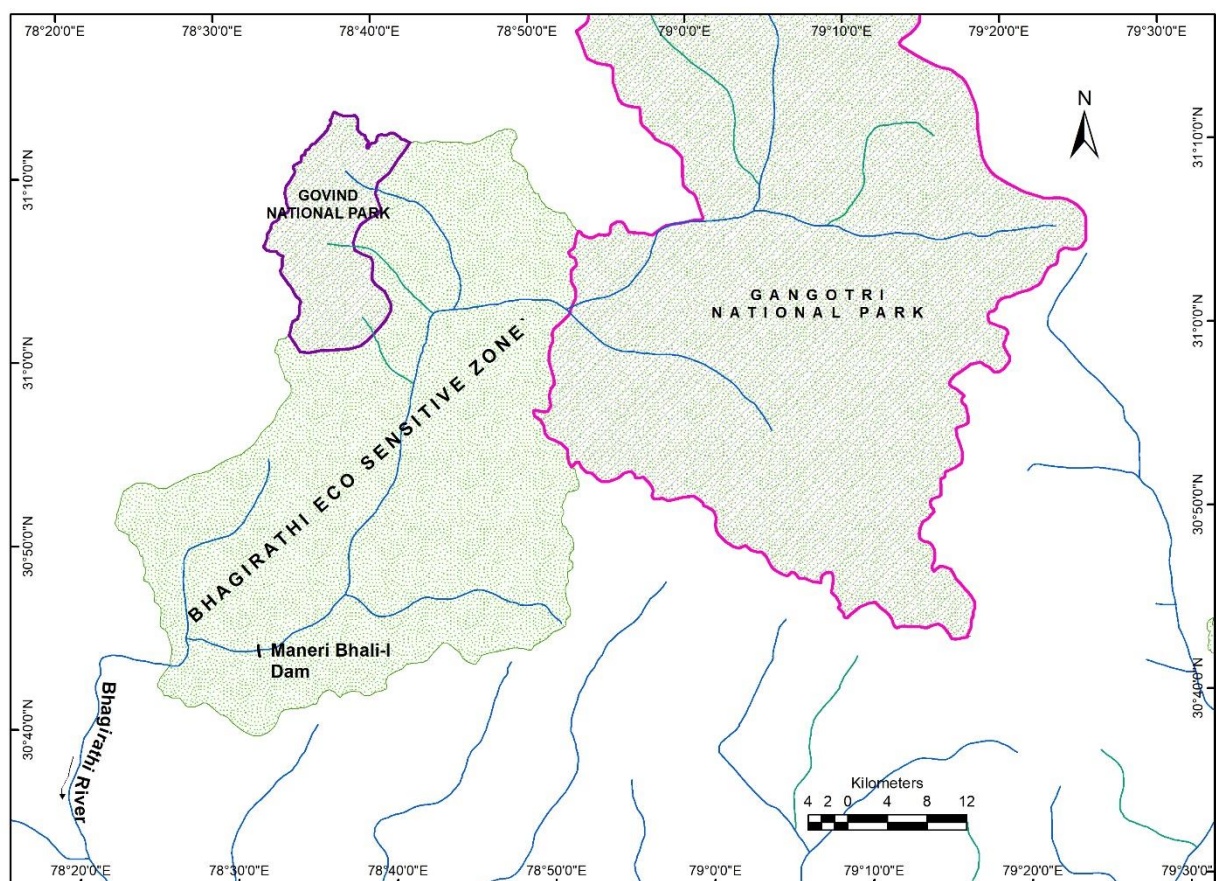 78°20'0"E 78°30'0"E 78°40'0"E 78°50'0"E 79°0'0"E 79°10'0"E 79°20'0"E 79°30'0"E
N
31°10'0"N
31°10'0"N
GOVIND
NATIONAL PARK
GANGOTRI
NATIONAL PARK
31°0'0"N
31°0'0"N
BHAGIRATHI ECO SENSITIVE ZONE
30°50'0"N
30°50'0"N
Maneri Bhali-I
Dam
30°40'0"N
30°40'0"N
Bhagirathi River
Kilometers
4 2 0 4 8 12
78°20'0"E 78°30'0"E 78°40'0"E 78°50'0"E 79°0'0"E 79°10'0"E 79°20'0"E 79°30'0"E